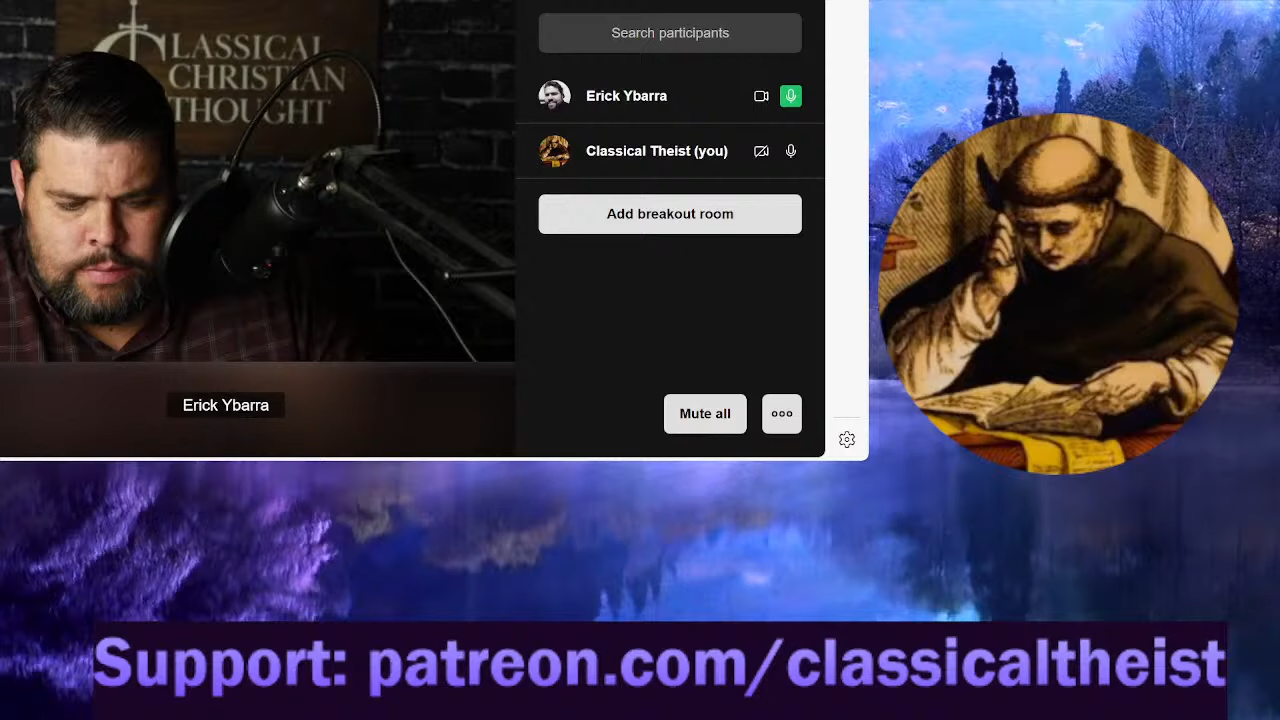 CLASSICAL
CHRISTIAN
THOUGHT
Erick Ybarra
Search participants
Erick Ybarra
Classical Theist (you)
Add breakout room
Mute all
Support: patreon.com/classicaltheist